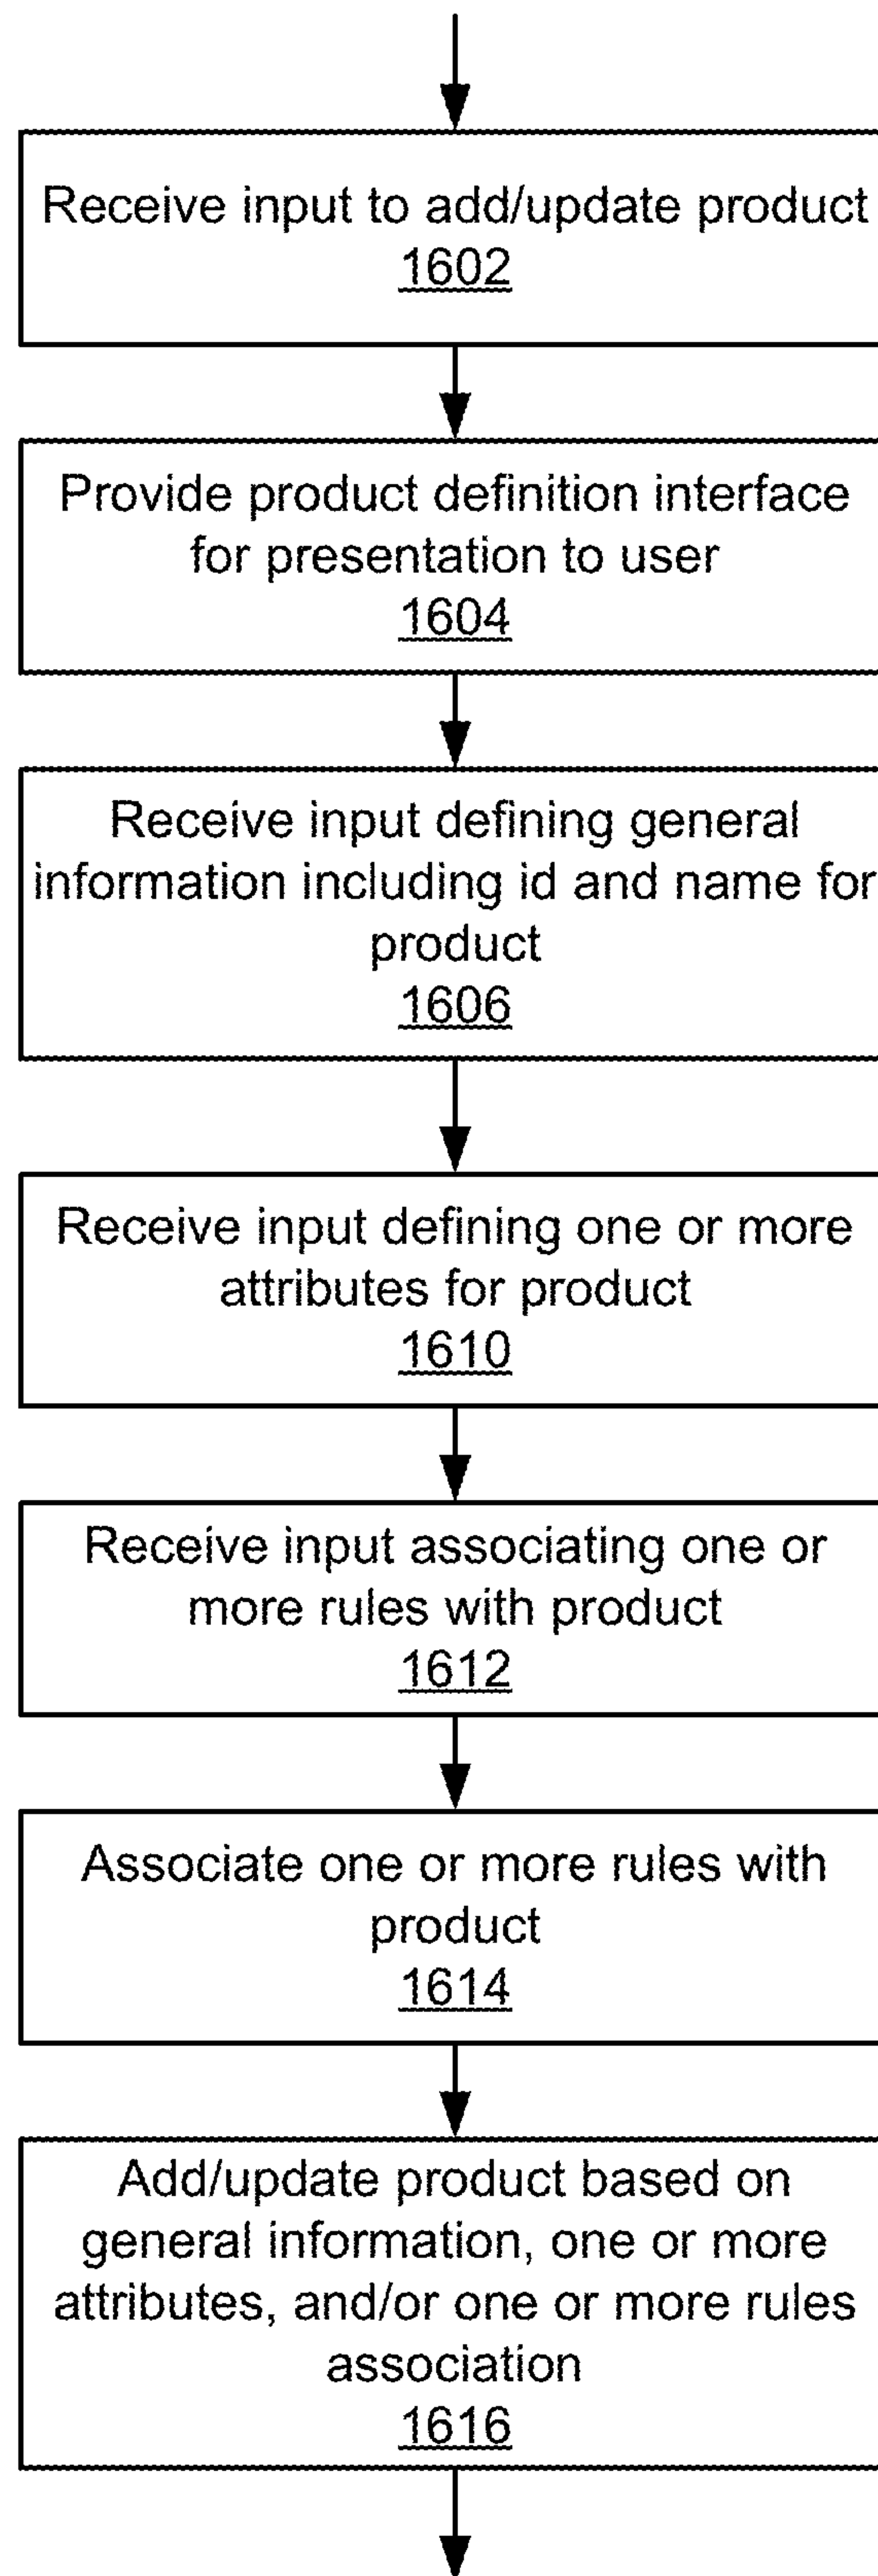 Receive input to add/update product
1602
Provide product definition interface
for presentation to user
1604
Receive input defining general
information including id and name for
product
1606
Receive input defining one or more
attributes for product
1610
Receive input associating one or
more rules with product
1612
Associate one or more rules with
product
1614
Add/update product based on
general information, one or more
attributes, and/or one or more rules
association
1616